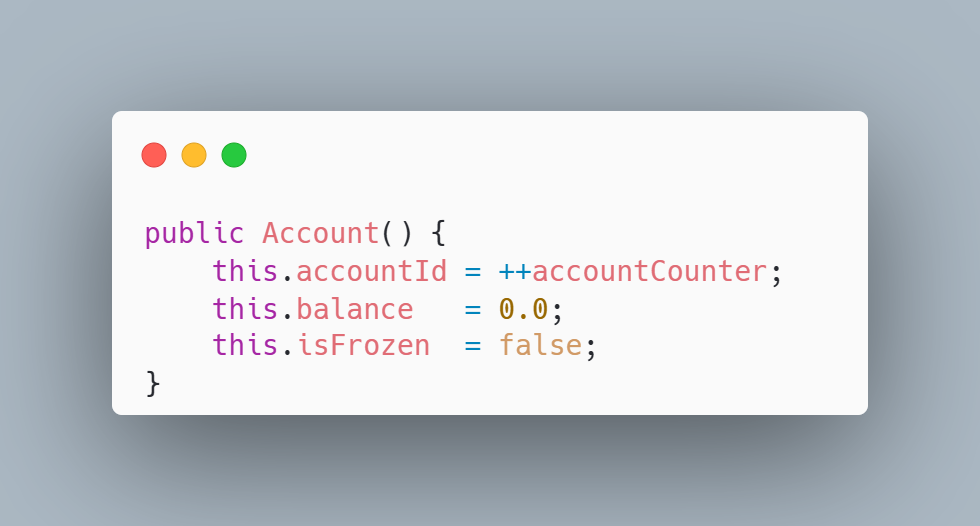 public Account() {
    this.accountId = ++accountCounter;
    this.balance   = 0.0;
    this.isFrozen  = false;
}